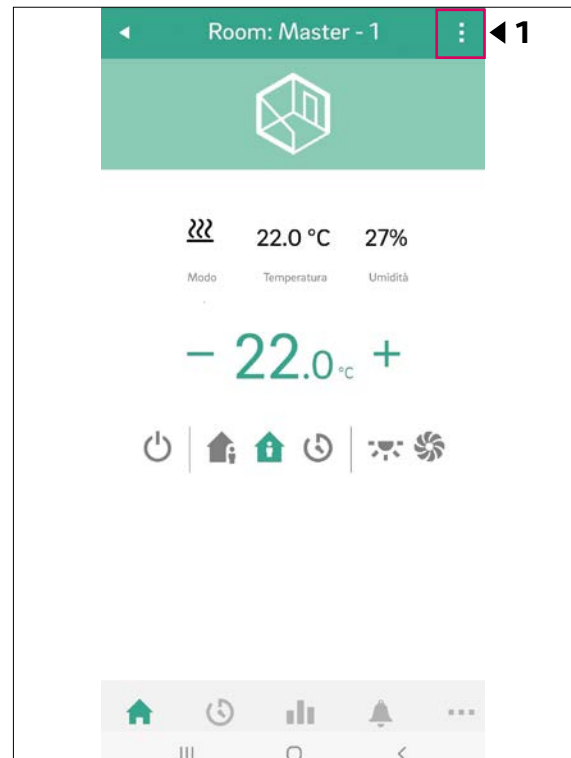 Room: Master - 1
1
22.0 °C 27%
Modo Temperatura Umidità
- 22.0 °C +